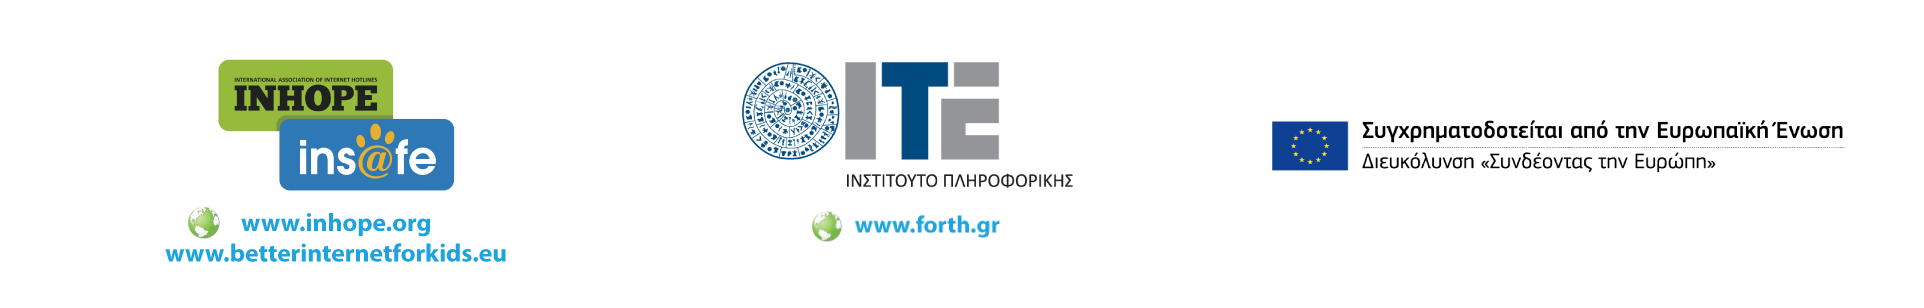 INTERNATIONAL ASSOCIATION OF INTERNET HOTLINES
INHOPE
ins@fe
www.inhope.org
www.betterinternetforkids.eu
ΙΤΕ
ΙΝΣΤΙΤΟΥΤΟ ΠΛΗΡΟΦΟΡΙΚΗΣ
www.forth.gr
Συγχρηματοδοτείται από την Ευρωπαϊκή Ένωση
Διευκόλυνση «Συνδέοντας την Ευρώπη»